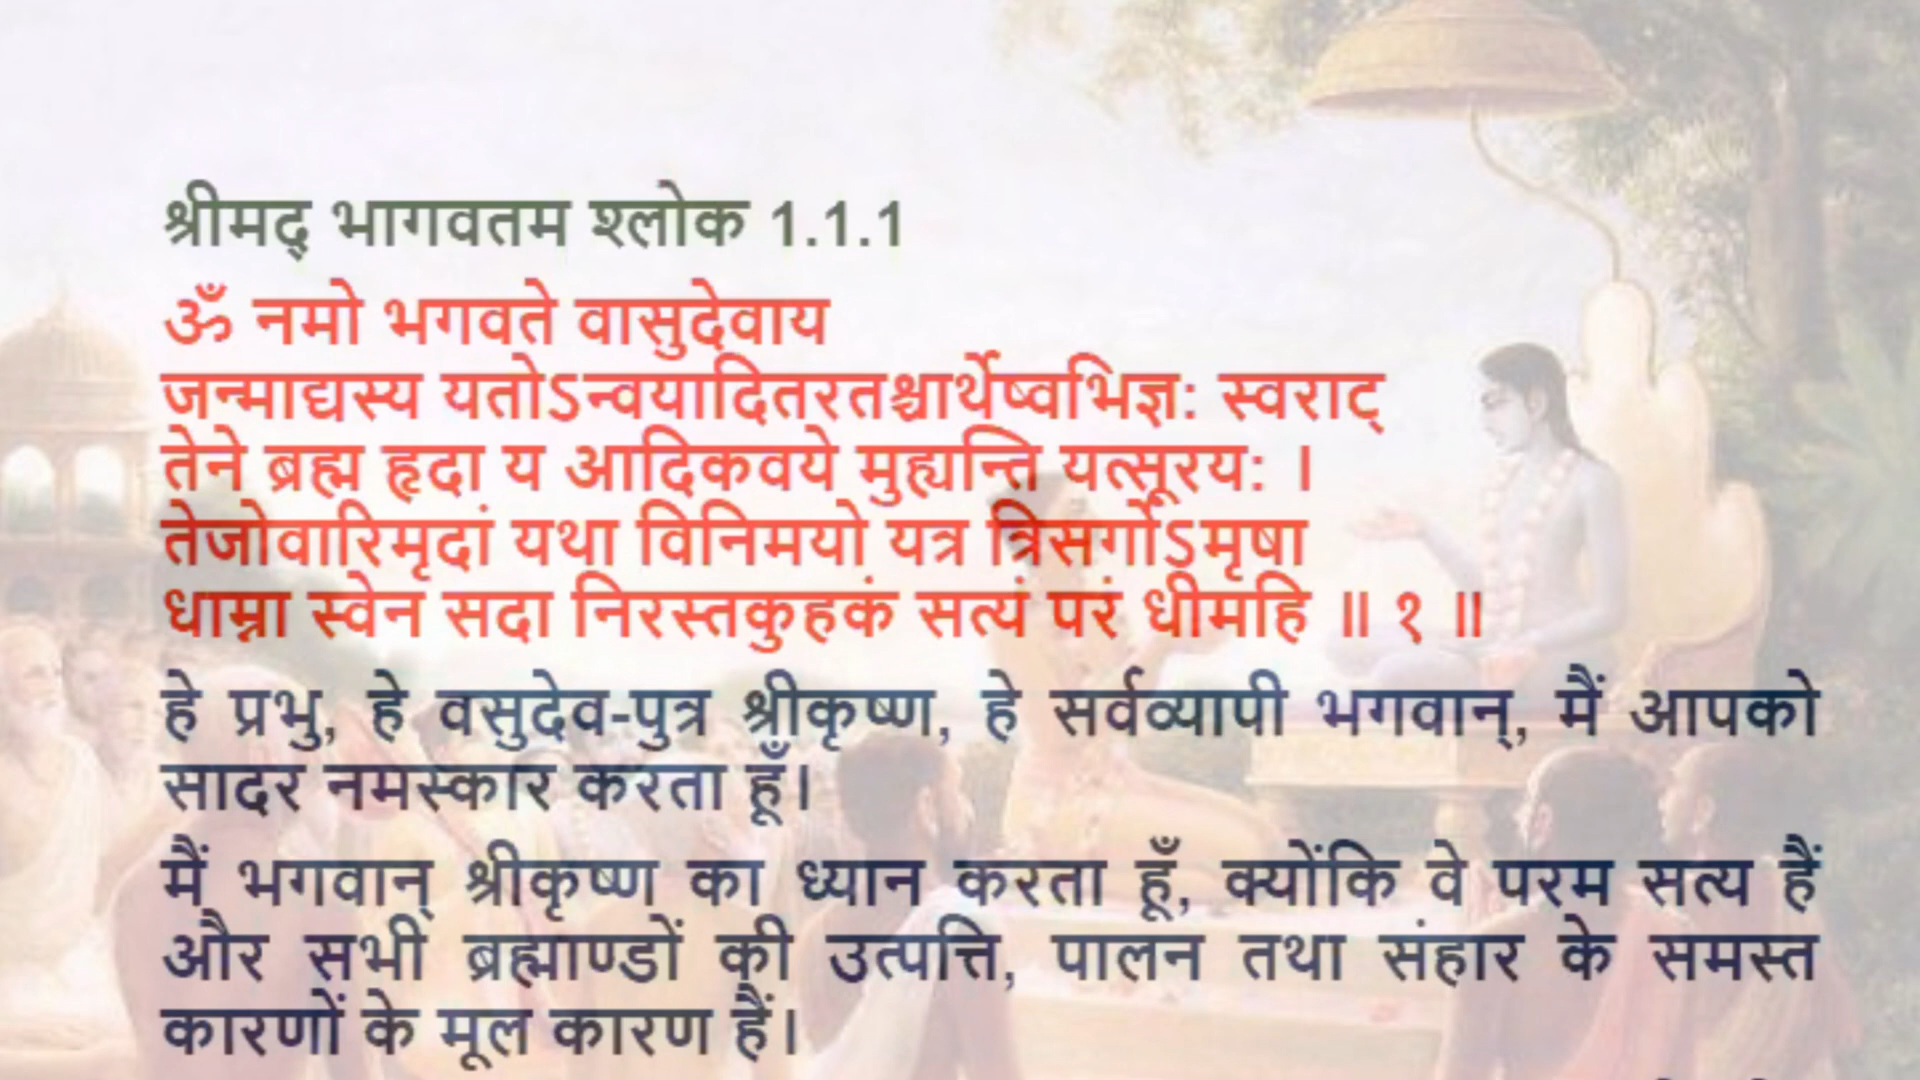 श्रीमद् भागवतम श्लोक 1.1.1
ॐ नमो भगवते वासुदेवाय
जन्माद्यस्य यतोऽन्वयादितरतश्चार्थेष्वभिज्ञ: स्वराट्
तेने ब्रह्म हृदा य आदिकवये मुह्यन्ति यत्सूरय: ।
तेजोवारिमृदां यथा विनिमयो यत्र त्रिसर्गोऽमृषा
धाम्ना स्वेन सदा निरस्तकुहकं सत्यं परं धीमहि ॥ १ ॥
हे प्रभु, हे वसुदेव-पुत्र श्रीकृष्ण, हे सर्वव्यापी भगवान्, मैं आपको
सादर नमस्कार करता हूँ।
मैं भगवान् श्रीकृष्ण का ध्यान करता हूँ, क्योंकि वे परम सत्य हैं
और सभी ब्रह्माण्डों की उत्पत्ति, पालन तथा संहार के समस्त
कारणों के मूल कारण हैं।